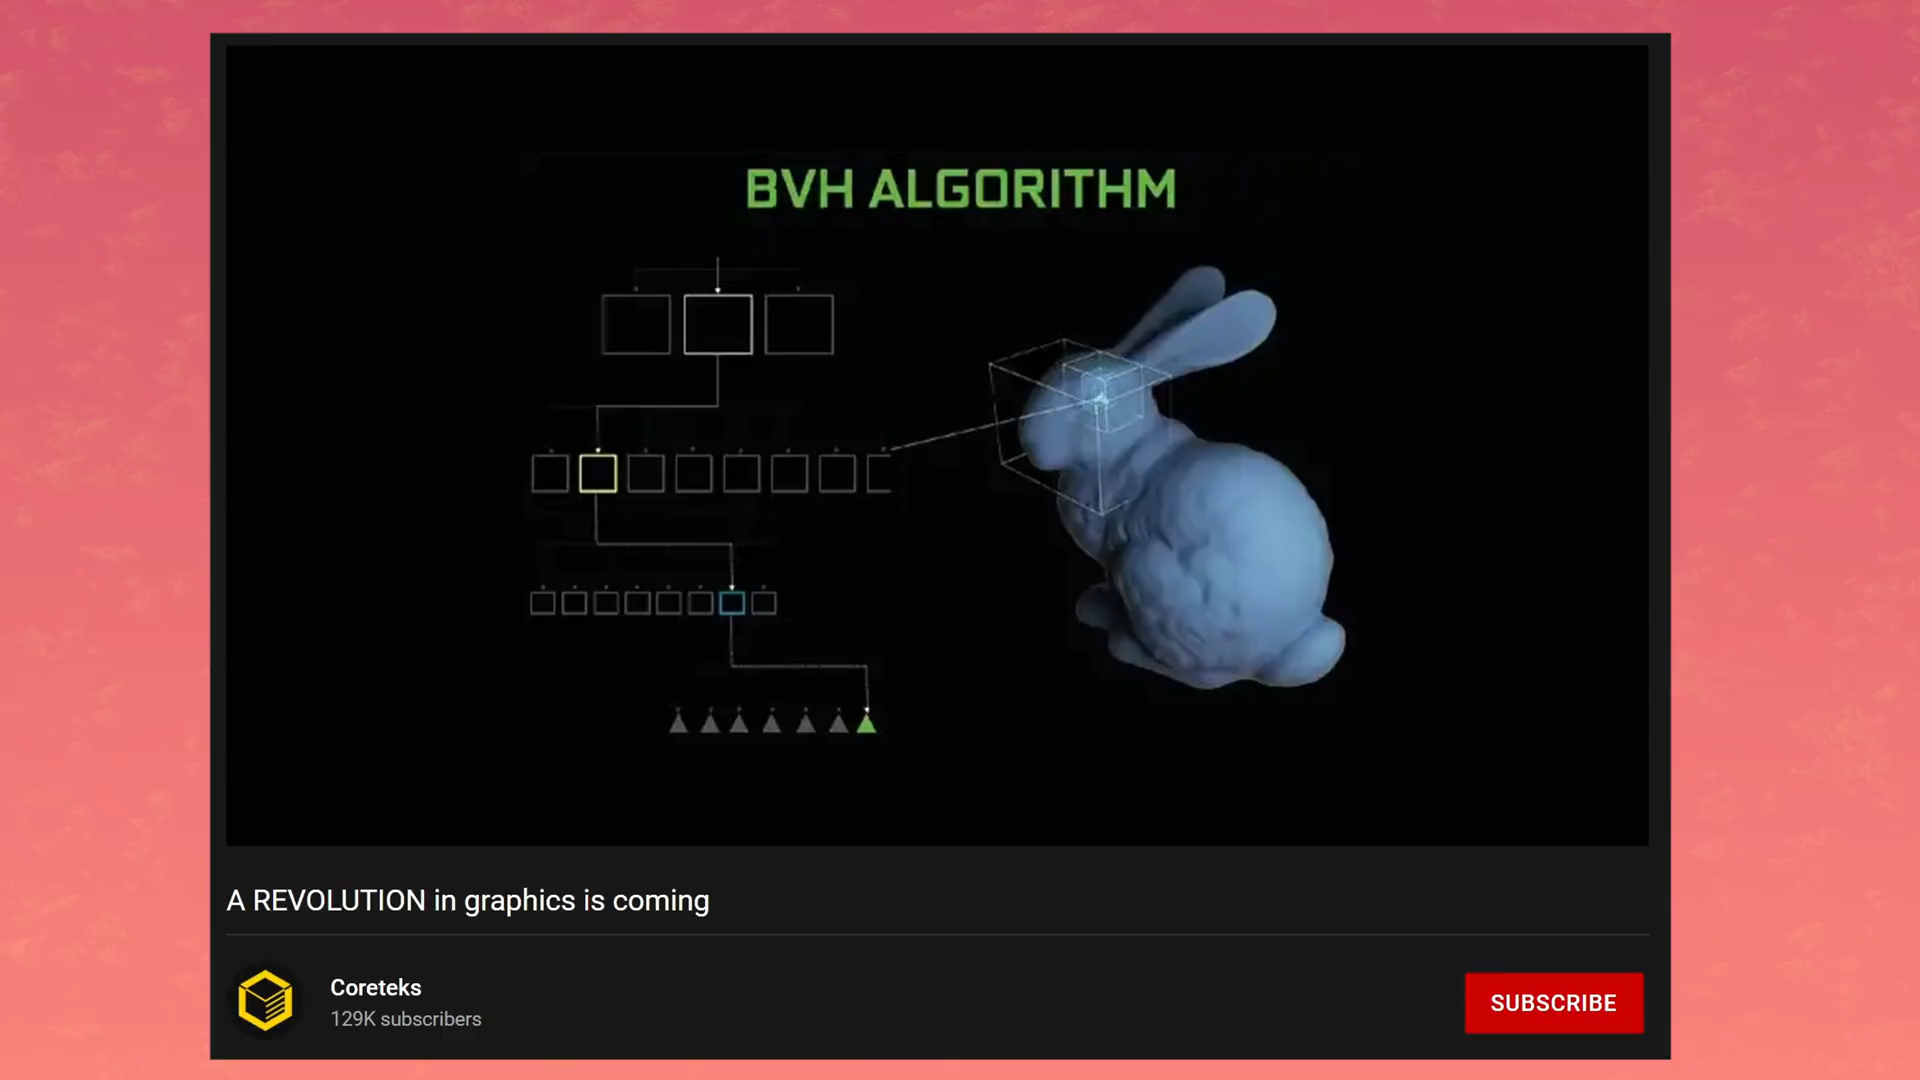 BVH ALGORITHM
A REVOLUTION in graphics is coming
Coreteks
129K subscribers
SUBSCRIBE